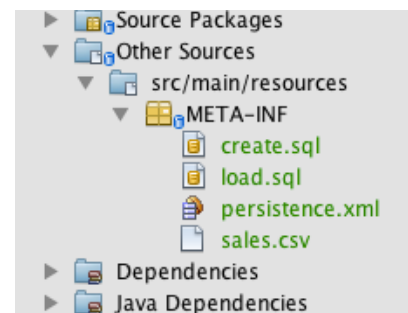 Source Packages
Other Sources
src/main/resources
META-INF
create.sql
load.sql
persistence.xml
sales.csv
Dependencies
Java Dependencies